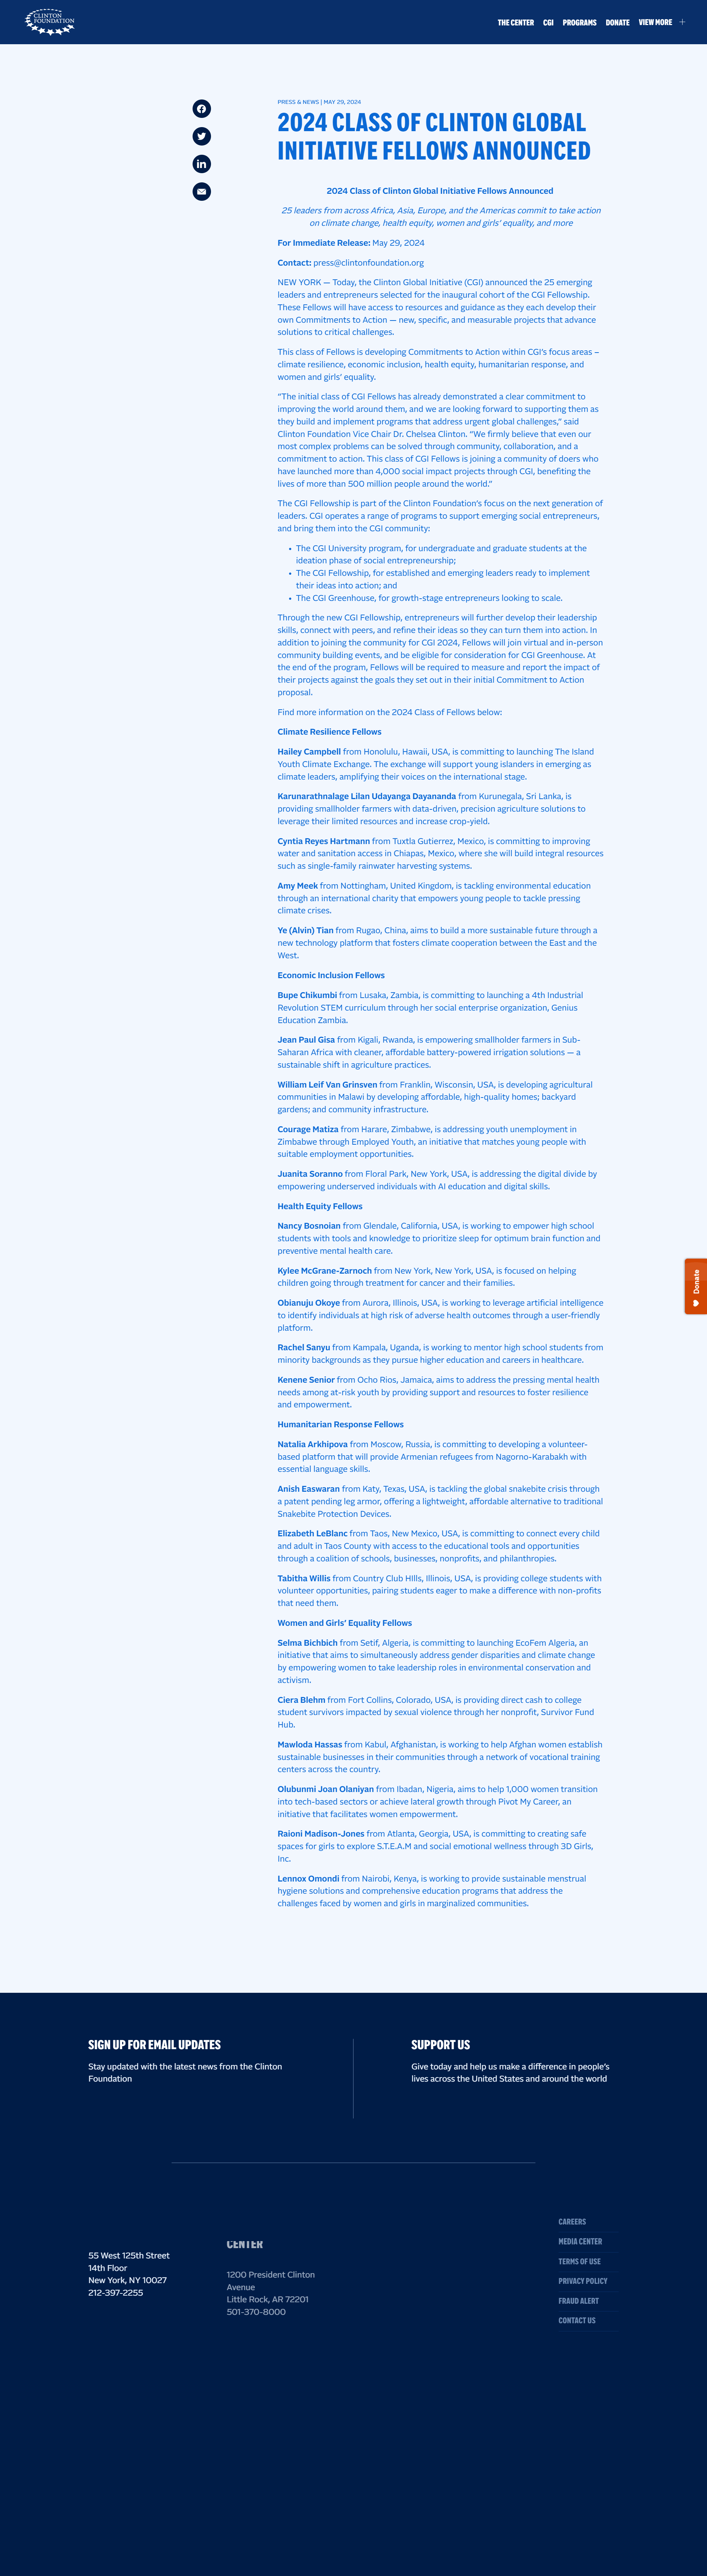 CLINTON
FOUNDATION
THE CENTER
CGI
PROGRAMS
DONATE
VIEW MORE
PRESS & NEWS | MAY 29, 2024
2024 CLASS OF CLINTON GLOBAL
INITIATIVE FELLOWS ANNOUNCED
2024 Class of Clinton Global Initiative Fellows Announced
25 leaders from across Africa, Asia, Europe, and the Americas commit to take action
on climate change, health equity, women and girls’ equality, and more
For Immediate Release: May 29, 2024
Contact: press@clintonfoundation.org
NEW YORK — Today, the Clinton Global Initiative (CGI) announced the 25 emerging
leaders and entrepreneurs selected for the inaugural cohort of the CGI Fellowship.
These Fellows will have access to resources and guidance as they each develop their
own Commitments to Action — new, specific, and measurable projects that advance
solutions to critical challenges.
This class of Fellows is developing Commitments to Action within CGI’s focus areas –
climate resilience, economic inclusion, health equity, humanitarian response, and
women and girls’ equality.
“The initial class of CGI Fellows has already demonstrated a clear commitment to
improving the world around them, and we are looking forward to supporting them as
they build and implement programs that address urgent global challenges,” said
Clinton Foundation Vice Chair Dr. Chelsea Clinton. “We firmly believe that even our
most complex problems can be solved through community, collaboration, and a
commitment to action. This class of CGI Fellows is joining a community of doers who
have launched more than 4,000 social impact projects through CGI, benefiting the
lives of more than 500 million people around the world.”
The CGI Fellowship is part of the Clinton Foundation’s focus on the next generation of
leaders. CGI operates a range of programs to support emerging social entrepreneurs,
and bring them into the CGI community:
• The CGI University program, for undergraduate and graduate students at the
ideation phase of social entrepreneurship;
• The CGI Fellowship, for established and emerging leaders ready to implement
their ideas into action; and
• The CGI Greenhouse, for growth-stage entrepreneurs looking to scale.
Through the new CGI Fellowship, entrepreneurs will further develop their leadership
skills, connect with peers, and refine their ideas so they can turn them into action. In
addition to joining the community for CGI 2024, Fellows will join virtual and in-person
community building events, and be eligible for consideration for CGI Greenhouse. At
the end of the program, Fellows will be required to measure and report the impact of
their projects against the goals they set out in their initial Commitment to Action
proposal.
Find more information on the 2024 Class of Fellows below:
Climate Resilience Fellows
Hailey Campbell from Honolulu, Hawaii, USA, is committing to launching The Island
Youth Climate Exchange. The exchange will support young islanders in emerging as
climate leaders, amplifying their voices on the international stage.
Karunarathnalage Lilan Udayanga Dayananda from Kurunegala, Sri Lanka, is
providing smallholder farmers with data-driven, precision agriculture solutions to
leverage their limited resources and increase crop-yield.
Cyntia Reyes Hartmann from Tuxtla Gutierrez, Mexico, is committing to improving
water and sanitation access in Chiapas, Mexico, where she will build integral resources
such as single-family rainwater harvesting systems.
Amy Meek from Nottingham, United Kingdom, is tackling environmental education
through an international charity that empowers young people to tackle pressing
climate crises.
Ye (Alvin) Tian from Rugao, China, aims to build a more sustainable future through a
new technology platform that fosters climate cooperation between the East and the
West.
Economic Inclusion Fellows
Bupe Chikumbi from Lusaka, Zambia, is committing to launching a 4th Industrial
Revolution STEM curriculum through her social enterprise organization, Genius
Education Zambia.
Jean Paul Gisa from Kigali, Rwanda, is empowering smallholder farmers in Sub-
Saharan Africa with cleaner, affordable battery-powered irrigation solutions — a
sustainable shift in agriculture practices.
William Leif Van Grinsven from Franklin, Wisconsin, USA, is developing agricultural
communities in Malawi by developing affordable, high-quality homes; backyard
gardens; and community infrastructure.
Courage Matiza from Harare, Zimbabwe, is addressing youth unemployment in
Zimbabwe through Employed Youth, an initiative that matches young people with
suitable employment opportunities.
Juanita Soranno from Floral Park, New York, USA, is addressing the digital divide by
empowering underserved individuals with AI education and digital skills.
Health Equity Fellows
Nancy Bosnoian from Glendale, California, USA, is working to empower high school
students with tools and knowledge to prioritize sleep for optimum brain function and
preventive mental health care.
Kylee McGrane-Zarnoch from New York, New York, USA, is focused on helping
children going through treatment for cancer and their families.
Obianuju Okoye from Aurora, Illinois, USA, is working to leverage artificial intelligence
to identify individuals at high risk of adverse health outcomes through a user-friendly
platform.
Rachel Sanyu from Kampala, Uganda, is working to mentor high school students from
minority backgrounds as they pursue higher education and careers in healthcare.
Kenene Senior from Ocho Rios, Jamaica, aims to address the pressing mental health
needs among at-risk youth by providing support and resources to foster resilience
and empowerment.
Humanitarian Response Fellows
Natalia Arkhipova from Moscow, Russia, is committing to developing a volunteer-
based platform that will provide Armenian refugees from Nagorno-Karabakh with
essential language skills.
Anish Easwaran from Katy, Texas, USA, is tackling the global snakebite crisis through
a patent pending leg armor, offering a lightweight, affordable alternative to traditional
Snakebite Protection Devices.
Elizabeth LeBlanc from Taos, New Mexico, USA, is committing to connect every child
and adult in Taos County with access to the educational tools and opportunities
through a coalition of schools, businesses, nonprofits, and philanthropies.
Tabitha Willis from Country Club HIlls, Illinois, USA, is providing college students with
volunteer opportunities, pairing students eager to make a difference with non-profits
that need them.
Women and Girls’ Equality Fellows
Selma Bichbich from Setif, Algeria, is committing to launching EcoFem Algeria, an
initiative that aims to simultaneously address gender disparities and climate change
by empowering women to take leadership roles in environmental conservation and
activism.
Ciera Blehm from Fort Collins, Colorado, USA, is providing direct cash to college
student survivors impacted by sexual violence through her nonprofit, Survivor Fund
Hub.
Mawloda Hassas from Kabul, Afghanistan, is working to help Afghan women establish
sustainable businesses in their communities through a network of vocational training
centers across the country.
Olubunmi Joan Olaniyan from Ibadan, Nigeria, aims to help 1,000 women transition
into tech-based sectors or achieve lateral growth through Pivot My Career, an
initiative that facilitates women empowerment.
Raioni Madison-Jones from Atlanta, Georgia, USA, is committing to creating safe
spaces for girls to explore S.T.E.A.M and social emotional wellness through 3D Girls,
Inc.
Lennox Omondi from Nairobi, Kenya, is working to provide sustainable menstrual
hygiene solutions and comprehensive education programs that address the
challenges faced by women and girls in marginalized communities.
Donate
SIGN UP FOR EMAIL UPDATES
Stay updated with the latest news from the Clinton
Foundation
SUPPORT US
Give today and help us make a difference in people’s
lives across the United States and around the world
55 West 125th Street
14th Floor
New York, NY 10027
212-397-2255
CENTER
1200 President Clinton
Avenue
Little Rock, AR 72201
501-370-8000
CAREERS
MEDIA CENTER
TERMS OF USE
PRIVACY POLICY
FRAUD ALERT
CONTACT US